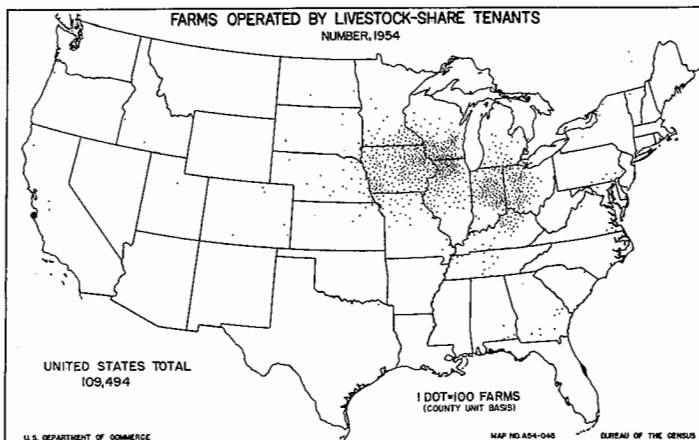 FARMS OPERATED BY LIVESTOCK-SHARE TENANTS
NUMBER, 1954
UNITED STATES TOTAL
109,494
1 DOT=100 FARMS
(COUNTY UNIT BASIS)
U.S. DEPARTMENT OF COMMERCE
MAP NO. A54-048
BUREAU OF THE CENSUS